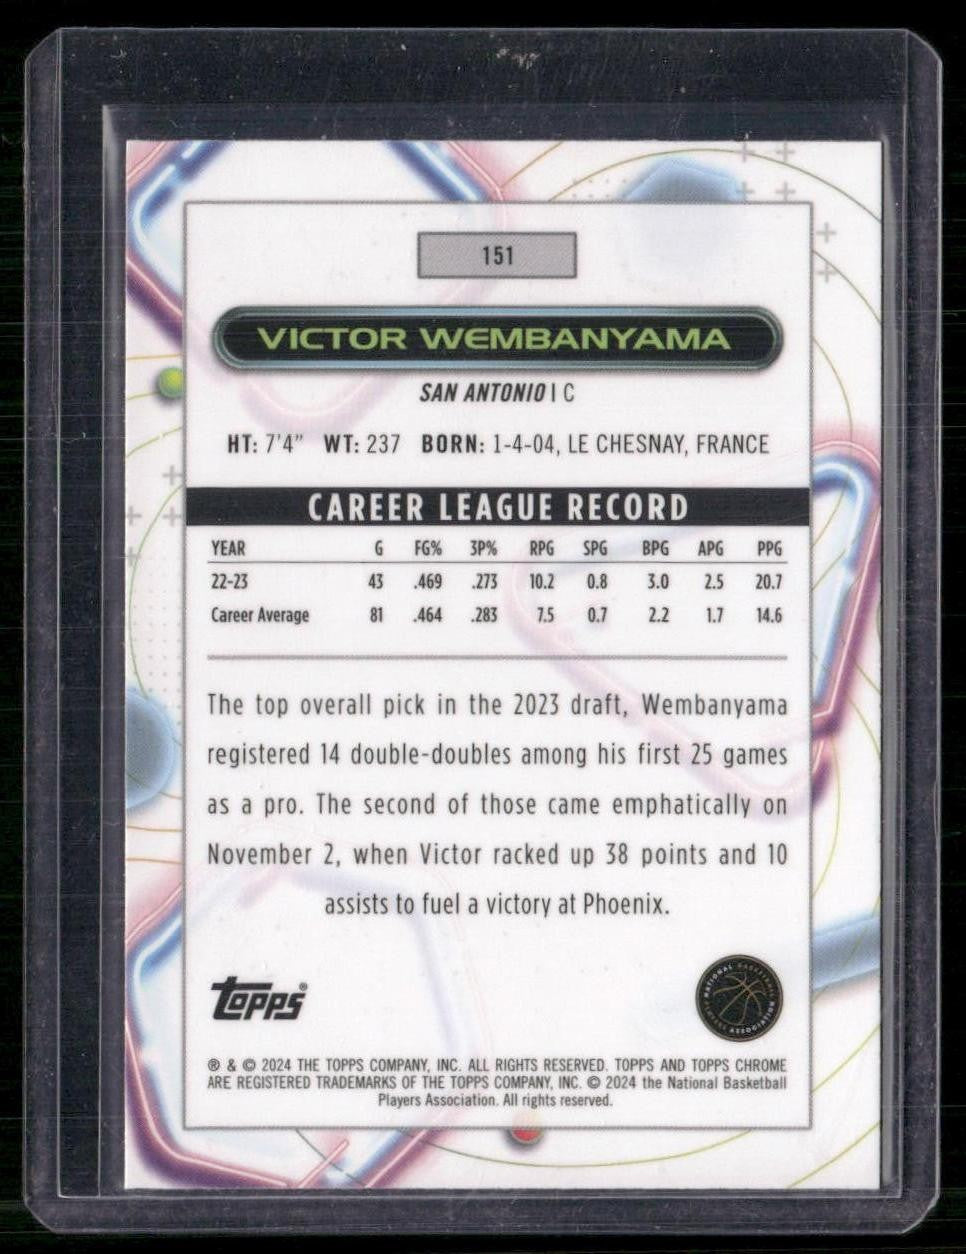 151
VICTOR WEMBANYAMA
SAN ANTONIO | C
HT: 7'4" WT: 237 BORN: 1-4-04, LE CHESNAY, FRANCE
CAREER LEAGUE RECORD
YEAR G FG% 3P% RPG SPG BPG APG PPG
22-23 43 .469 .273 10.2 0.8 3.0 2.5 20.7
Career Average 81 .464 .283 7.5 0.7 2.2 1.7 14.6
The top overall pick in the 2023 draft, Wembanyama
registered 14 double-doubles among his first 25 games
as a pro. The second of those came emphatically on
November 2, when Victor racked up 38 points and 10
assists to fuel a victory at Phoenix.
topps®
NATIONAL BASKETBALL PLAYERS ASSOCIATION
® & © 2024 THE TOPPS COMPANY, INC. ALL RIGHTS RESERVED. TOPPS AND TOPPS CHROME
ARE REGISTERED TRADEMARKS OF THE TOPPS COMPANY, INC. © 2024 the National Basketball
Players Association. All rights reserved.